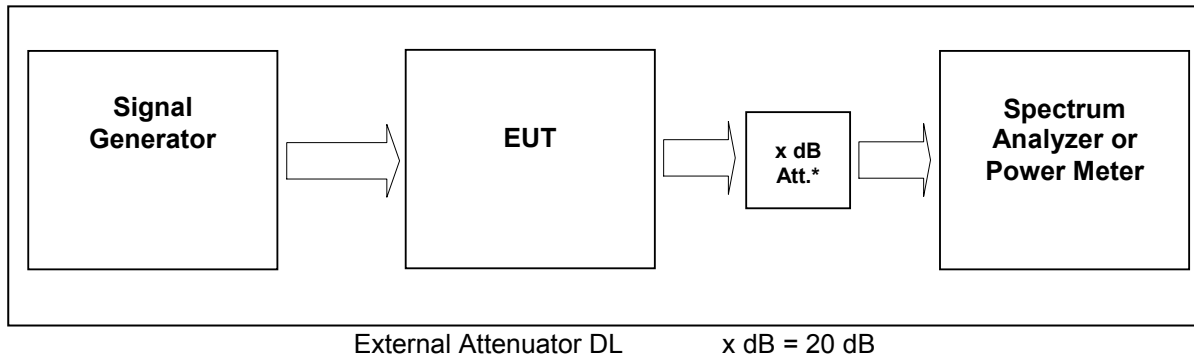 Signal
Generator
EUT
x dB
Att.*
Spectrum
Analyzer or
Power Meter
External Attenuator DL x dB = 20 dB